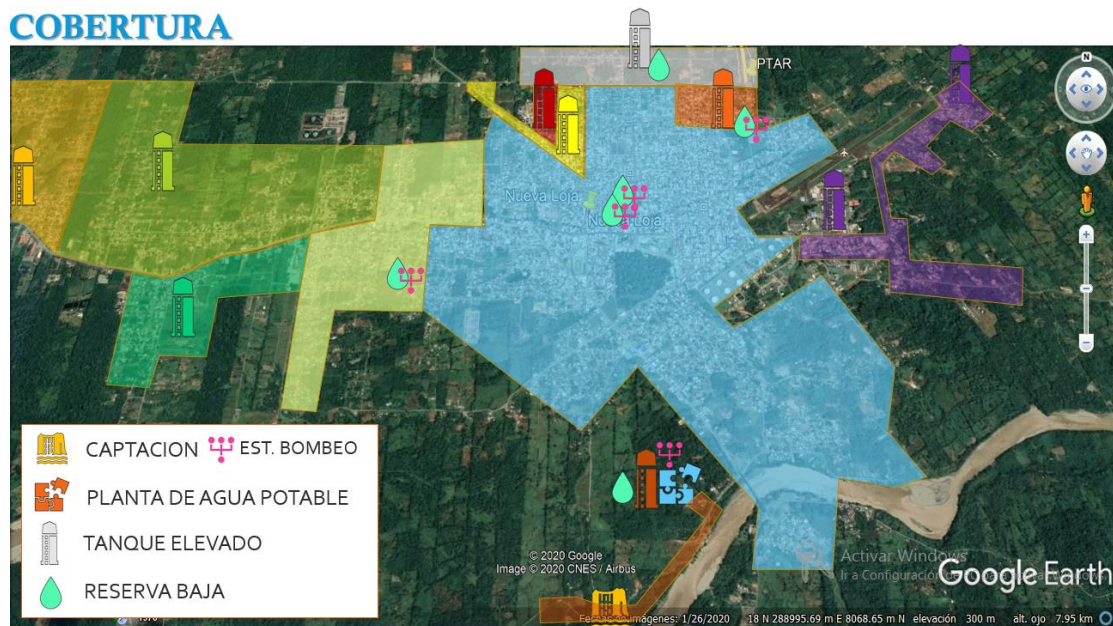 COBERTURA
N
PTAR
Nueva Loja
Nueva Loja
CAPTACION
EST. BOMBEO
PLANTA DE AGUA POTABLE
TANQUE ELEVADO
RESERVA BAJA
© 2020 Google
Image © 2020 CNES / Airbus
Activar Windows
Ir a Configuración
Google Earth
1970
imágenes: 1/26/2020 18 N 288995.69 m E 8068.65 m N elevación 300 m alt. ojo 7.95 km